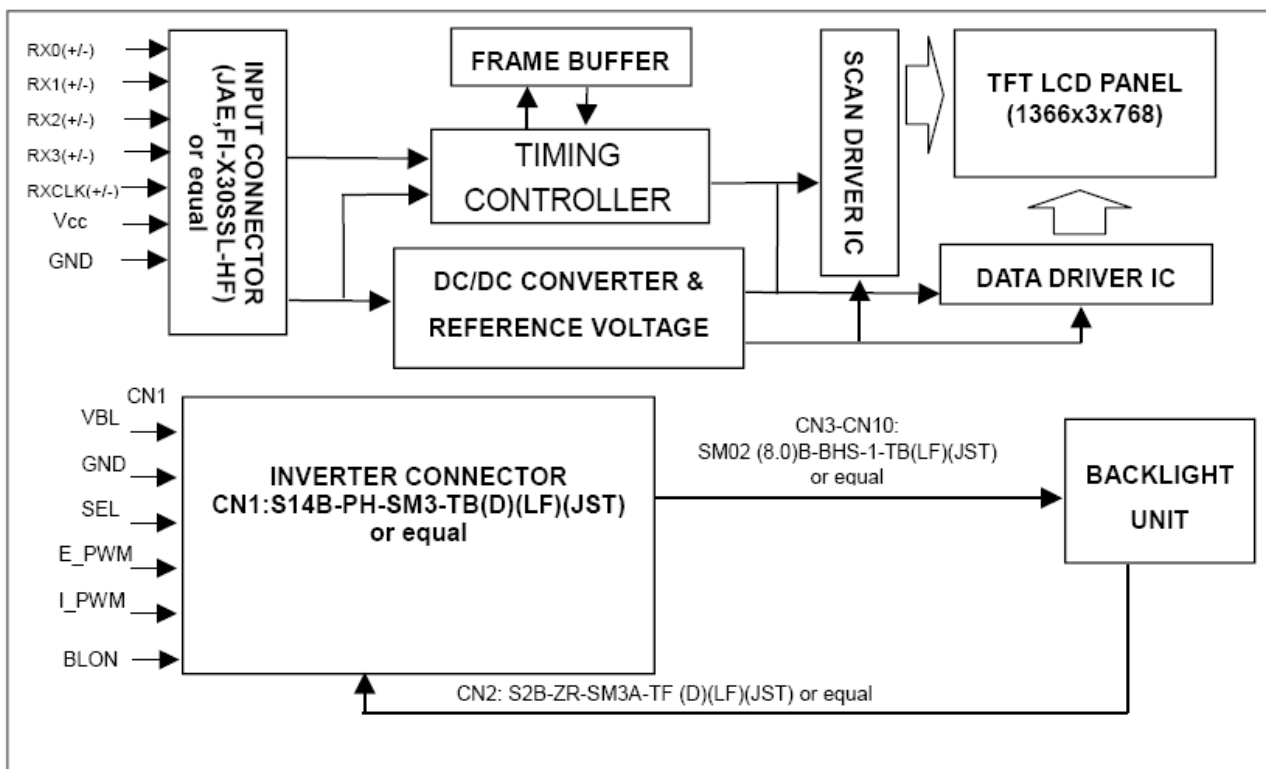 RX0(+/-)
RX1(+/-)
RX2(+/-)
RX3(+/-)
RXCLK(+/-)
Vcc
GND
INPUT CONNECTOR
(JAE,FI-X30SSL-HF)
or equal
FRAME BUFFER
TIMING
CONTROLLER
DC/DC CONVERTER &
REFERENCE VOLTAGE
SCAN DRIVER IC
TFT LCD PANEL
(1366x3x768)
DATA DRIVER IC
CN1
VBL
GND
SEL
E_PWM
I_PWM
BLON
INVERTER CONNECTOR
CN1:S14B-PH-SM3-TB(D)(LF)(JST)
or equal
CN3-CN10:
SM02 (8.0)B-BHS-1-TB(LF)(JST)
or equal
BACKLIGHT
UNIT
CN2: S2B-ZR-SM3A-TF (D)(LF)(JST) or equal